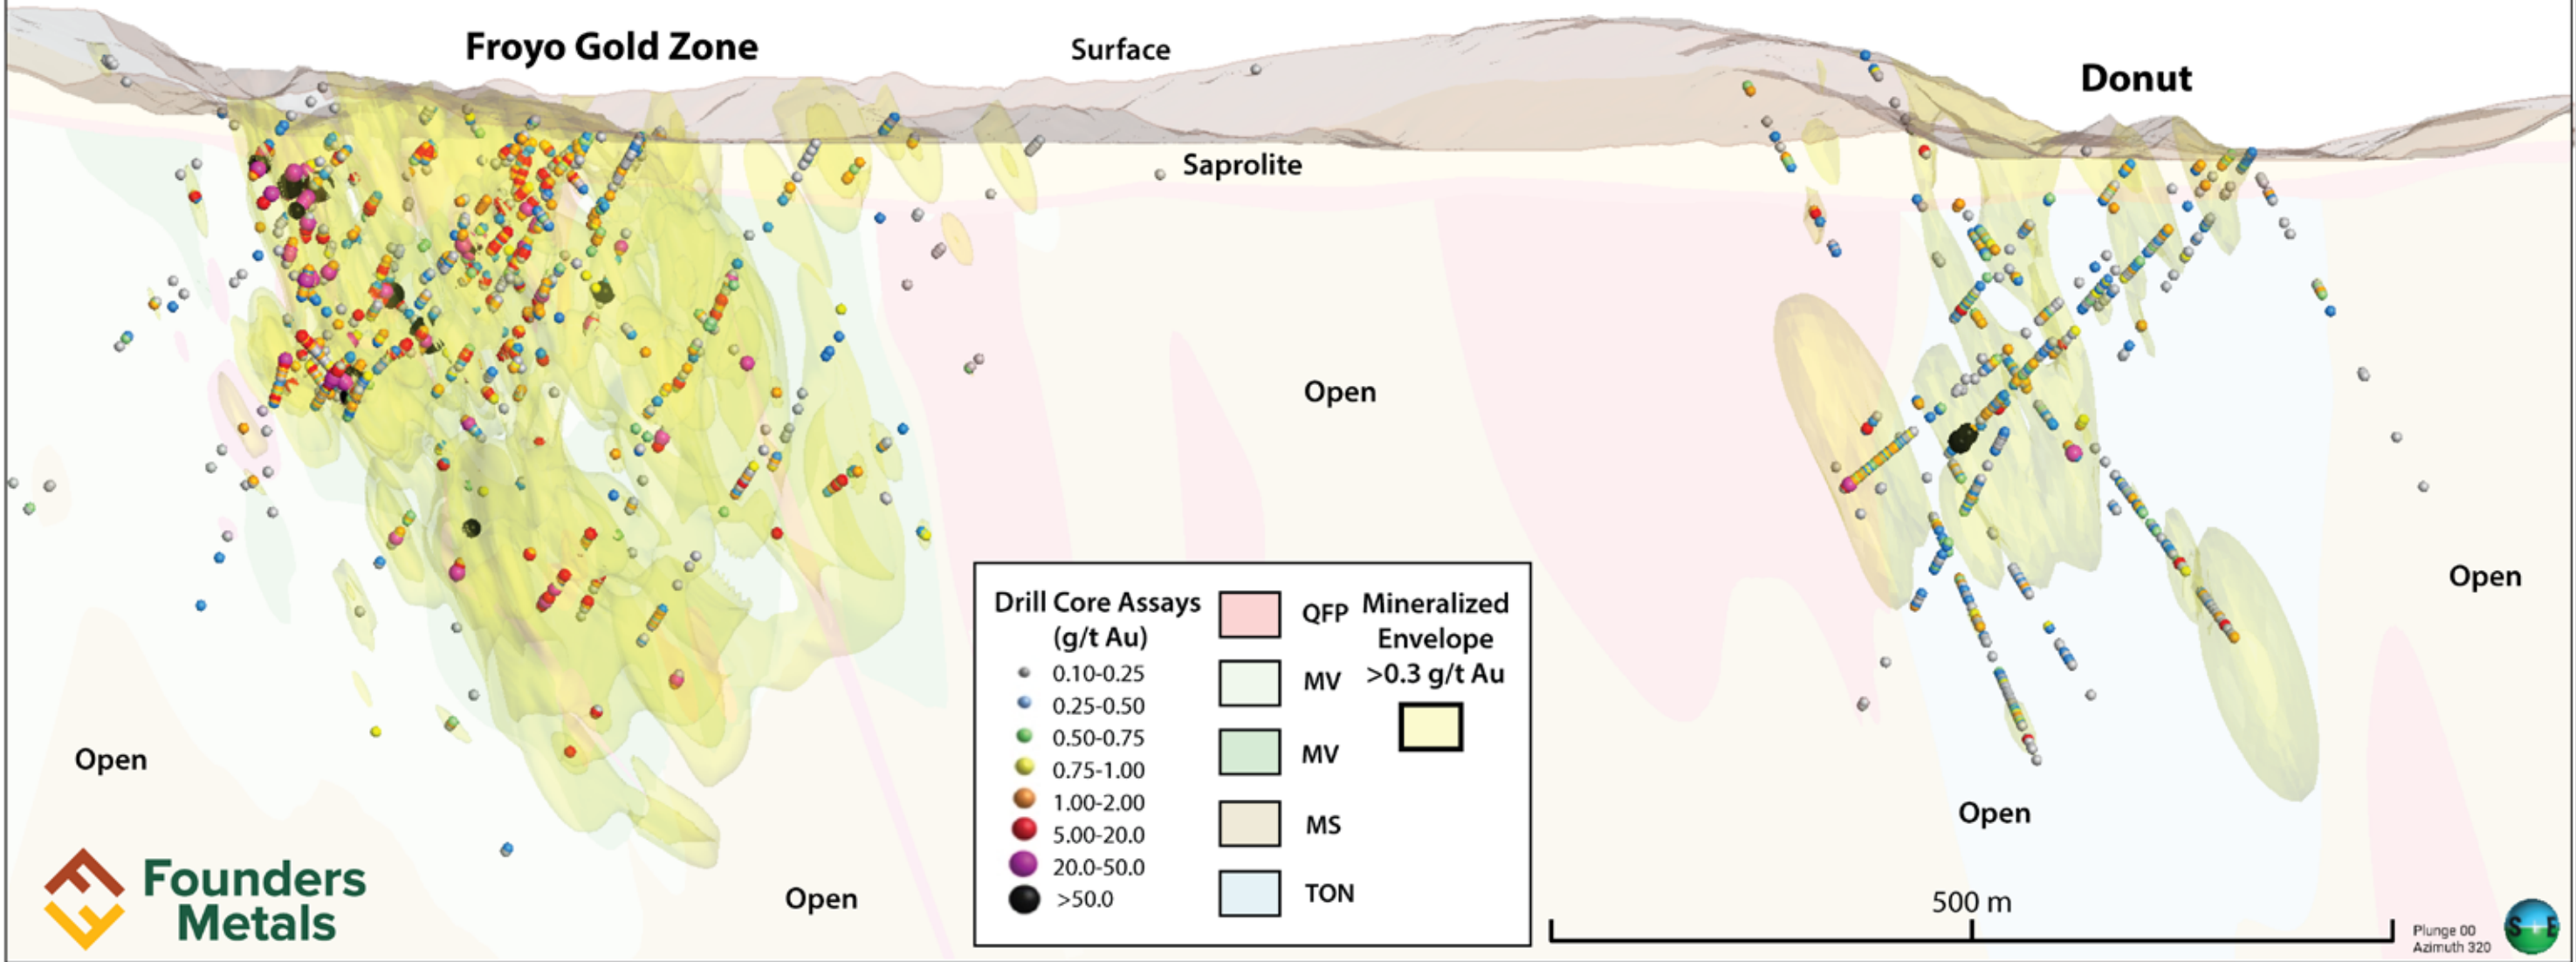 Froyo Gold Zone
Surface
Donut
Saprolite
Open
Open
Open
Open
Open
Drill Core Assays
(g/t Au)
0.10-0.25
0.25-0.50
0.50-0.75
0.75-1.00
1.00-2.00
5.00-20.0
20.0-50.0
>50.0
QFP
MV
MV
MS
TON
Mineralized
Envelope
>0.3 g/t Au
Founders
Metals
500 m
Plunge 00
Azimuth 320
S E